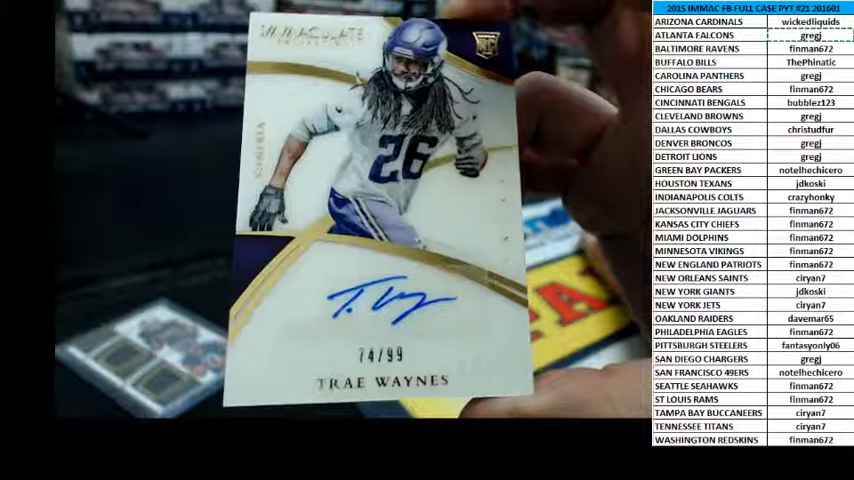 IMMACULATE
COLLECTION
NFL
VIKINGS
26
T. Waynes
74/99
TRAE WAYNES
2015 IMMAC FB FULL CASE PYT #21 201601
ARIZONA CARDINALS wickedliquids
ATLANTA FALCONS gregj
BALTIMORE RAVENS finman672
BUFFALO BILLS ThePhinatic
CAROLINA PANTHERS gregj
CHICAGO BEARS finman672
CINCINNATI BENGALS bubblez123
CLEVELAND BROWNS gregj
DALLAS COWBOYS christudfur
DENVER BRONCOS gregj
DETROIT LIONS gregj
GREEN BAY PACKERS notelhechicero
HOUSTON TEXANS jdkoski
INDIANAPOLIS COLTS crazyhonky
JACKSONVILLE JAGUARS finman672
KANSAS CITY CHIEFS finman672
MIAMI DOLPHINS finman672
MINNESOTA VIKINGS finman672
NEW ENGLAND PATRIOTS finman672
NEW ORLEANS SAINTS ciryan7
NEW YORK GIANTS jdkoski
NEW YORK JETS ciryan7
OAKLAND RAIDERS davemar65
PHILADELPHIA EAGLES finman672
PITTSBURGH STEELERS fantasyonly06
SAN DIEGO CHARGERS gregj
SAN FRANCISCO 49ERS notelhechicero
SEATTLE SEAHAWKS finman672
ST LOUIS RAMS finman672
TAMPA BAY BUCCANEERS ciryan7
TENNESSEE TITANS ciryan7
WASHINGTON REDSKINS finman672